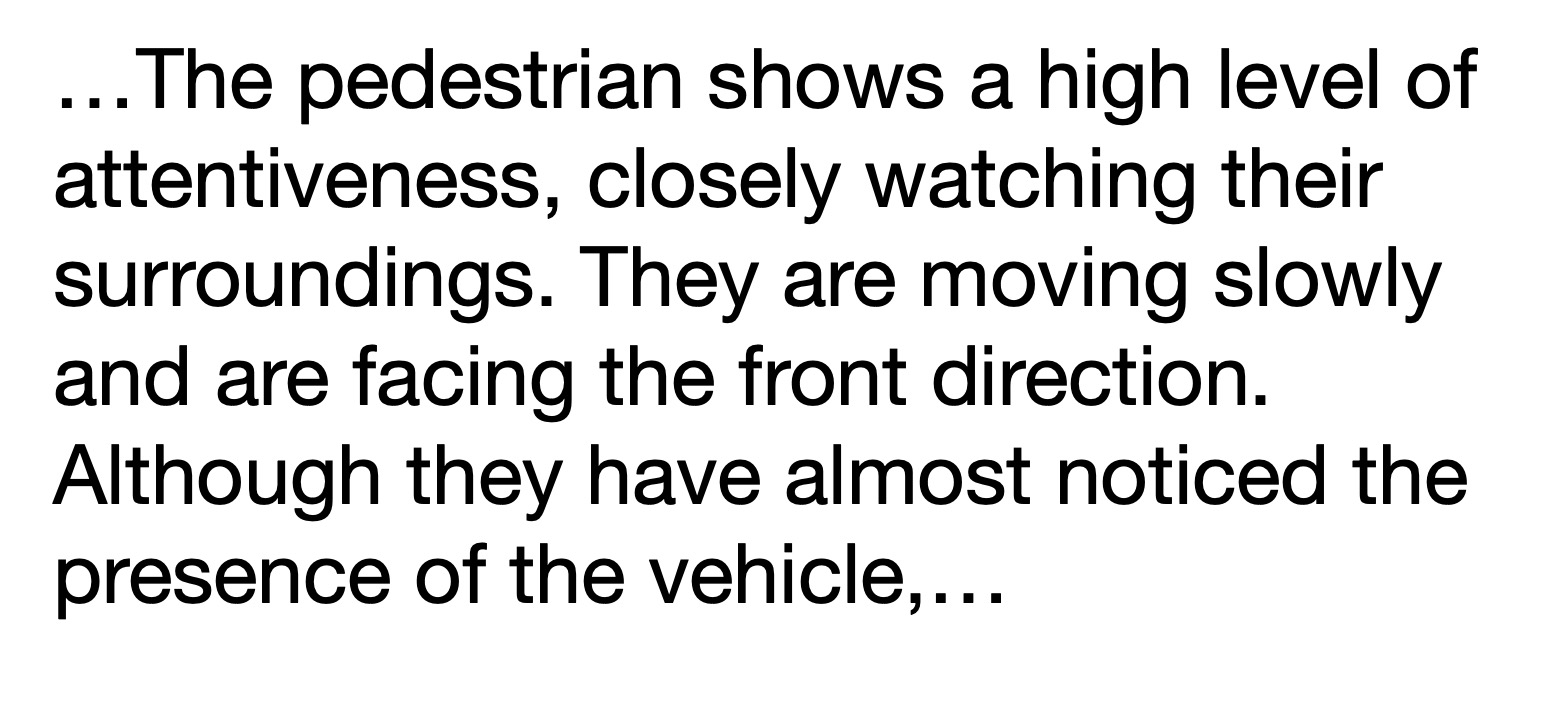 …The pedestrian shows a high level of
attentiveness, closely watching their
surroundings. They are moving slowly
and are facing the front direction.
Although they have almost noticed the
presence of the vehicle,…